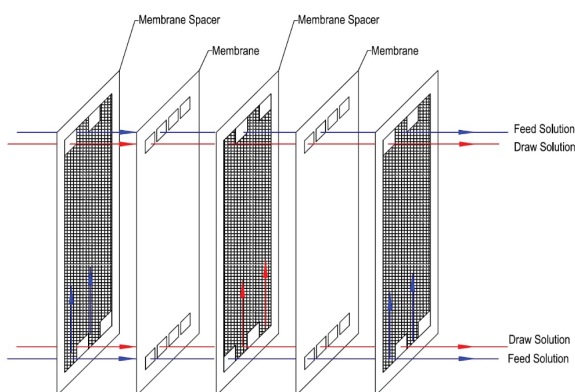 Membrane Spacer
Membrane Spacer
Membrane
Membrane
Feed Solution
Draw Solution
Draw Solution
Feed Solution